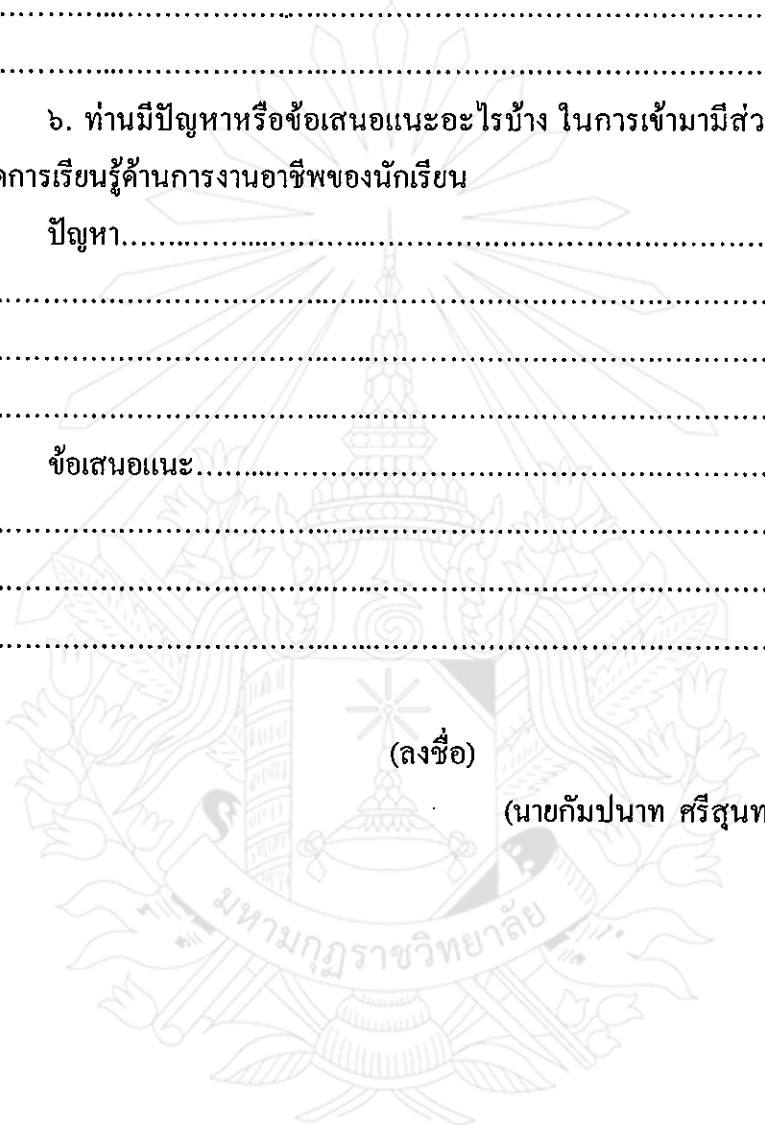 ๖. ท่านมีปัญหาหรือข้อเสนอแนะอะไรบ้าง ในการเข้ามามีส่ว
การเรียนรู้ด้านการงานอาชีพของนักเรียน
ปัญหา................................................................
................................................................
................................................................
................................................................
ข้อเสนอแนะ................................................................
................................................................
................................................................
................................................................
(ลงชื่อ)
(นายกัมปนาท ศรีสุนท
มหามกุฏราชวิทยาลัย